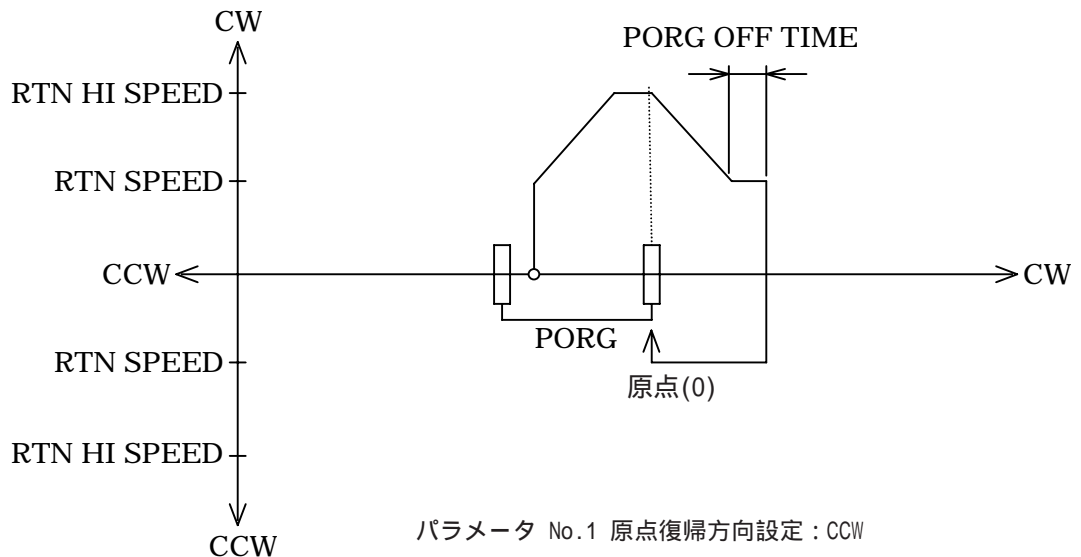 CW
PORG OFF TIME
RTN HI SPEED
RTN SPEED
CCW
CW
PORG
RTN SPEED
原点(0)
RTN HI SPEED
パラメータ No.1 原点復帰方向設定：CCW
CCW